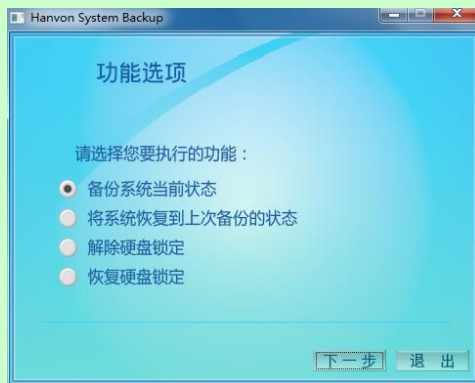 Hanvon System Backup
功能选项
请选择您要执行的功能：
备份系统当前状态
将系统恢复到上次备份的状态
解除硬盘锁定
恢复硬盘锁定
下一步 退 出